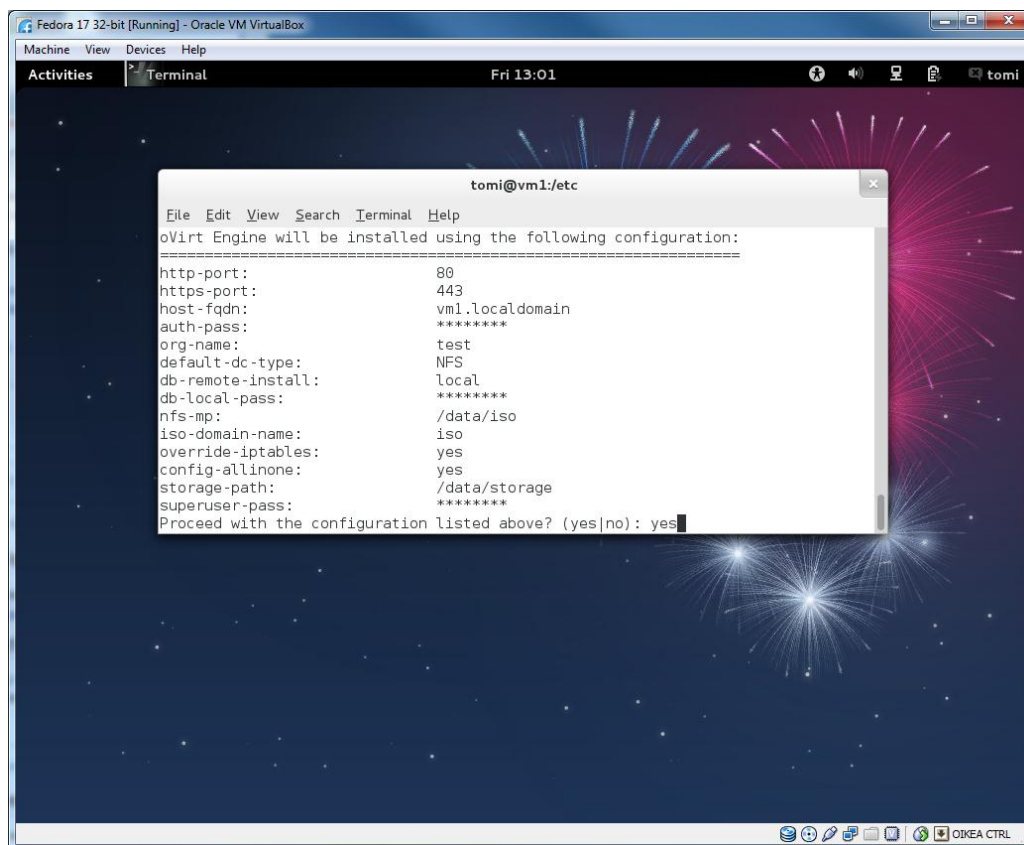 Fedora 17 32-bit [Running] - Oracle VM VirtualBox
Machine View Devices Help
Activities Terminal Fri 13:01 tomi
tomi@vm1:/etc
File Edit View Search Terminal Help
oVirt Engine will be installed using the following configuration:
=================================================================
http-port: 80
https-port: 443
host-fqdn: vm1.localdomain
auth-pass: ********
org-name: test
default-dc-type: NFS
db-remote-install: local
db-local-pass: ********
nfs-mp: /data/iso
iso-domain-name: iso
override-iptables: yes
config-allinone: yes
storage-path: /data/storage
superuser-pass: ********
Proceed with the configuration listed above? (yes|no): yes
OIKEA CTRL